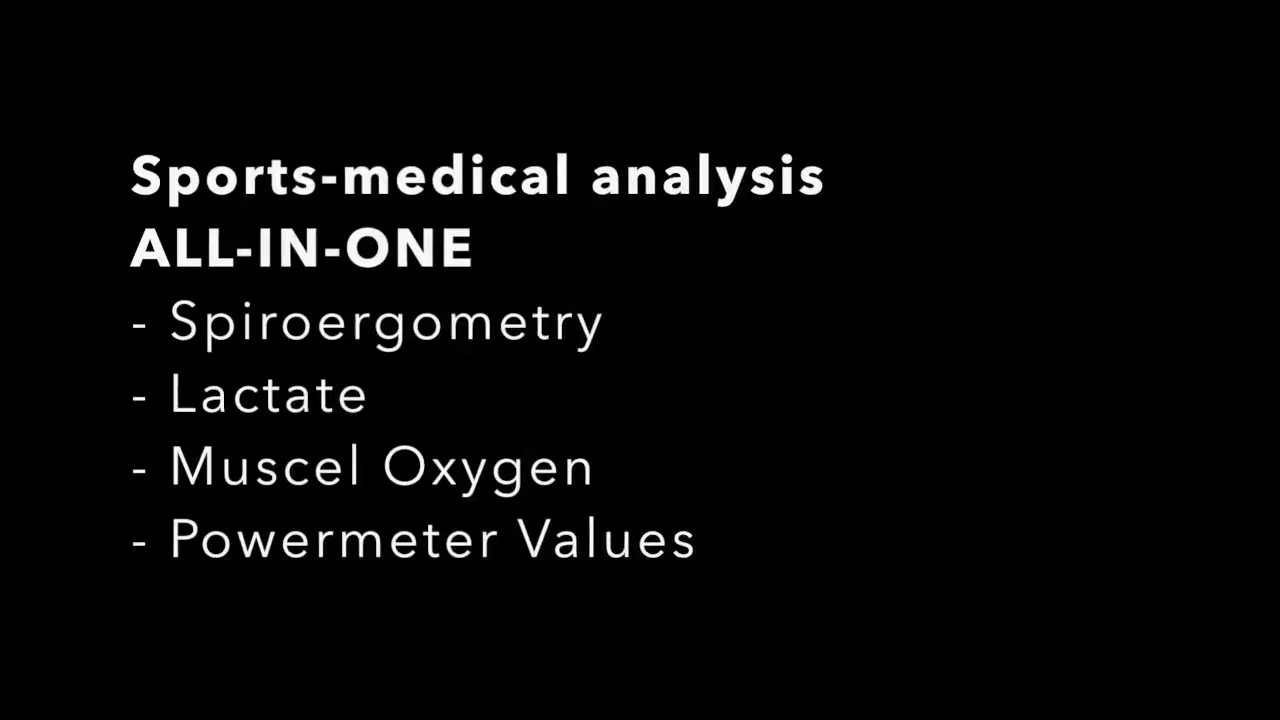 Sports-medical analysis
ALL-IN-ONE
- Spiroergometry
- Lactate
- Muscel Oxygen
- Powermeter Values